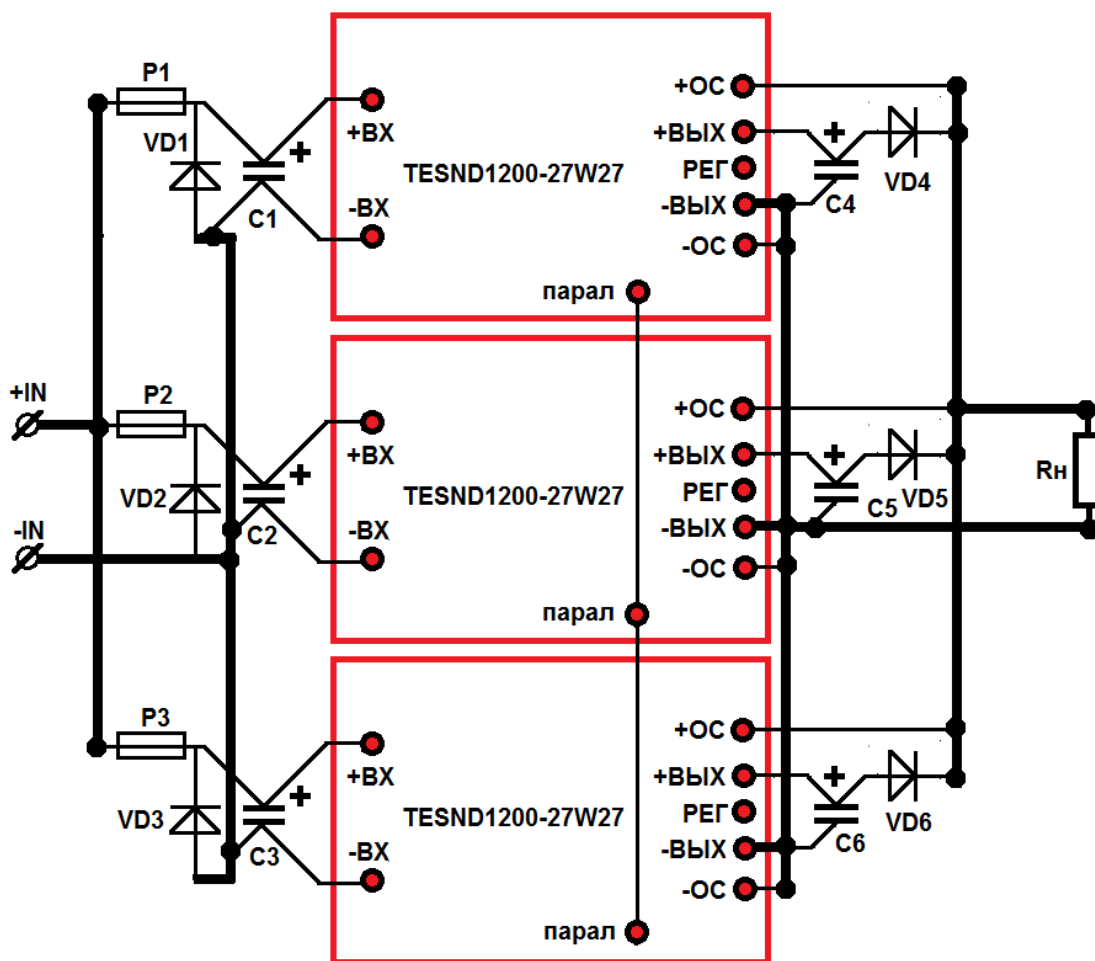 P1
VD1
C1
+
+ВХ
-ВХ
TESND1200-27W27
+ОС
+ВЫХ
РЕГ
-ВЫХ
-ОС
парал
+
C4
VD4
+IN
-IN
P2
VD2
C2
+
+ВХ
-ВХ
TESND1200-27W27
+ОС
+ВЫХ
РЕГ
-ВЫХ
-ОС
парал
+
C5
VD5
Rн
P3
VD3
C3
+
+ВХ
-ВХ
TESND1200-27W27
+ОС
+ВЫХ
РЕГ
-ВЫХ
-ОС
парал
+
C6
VD6